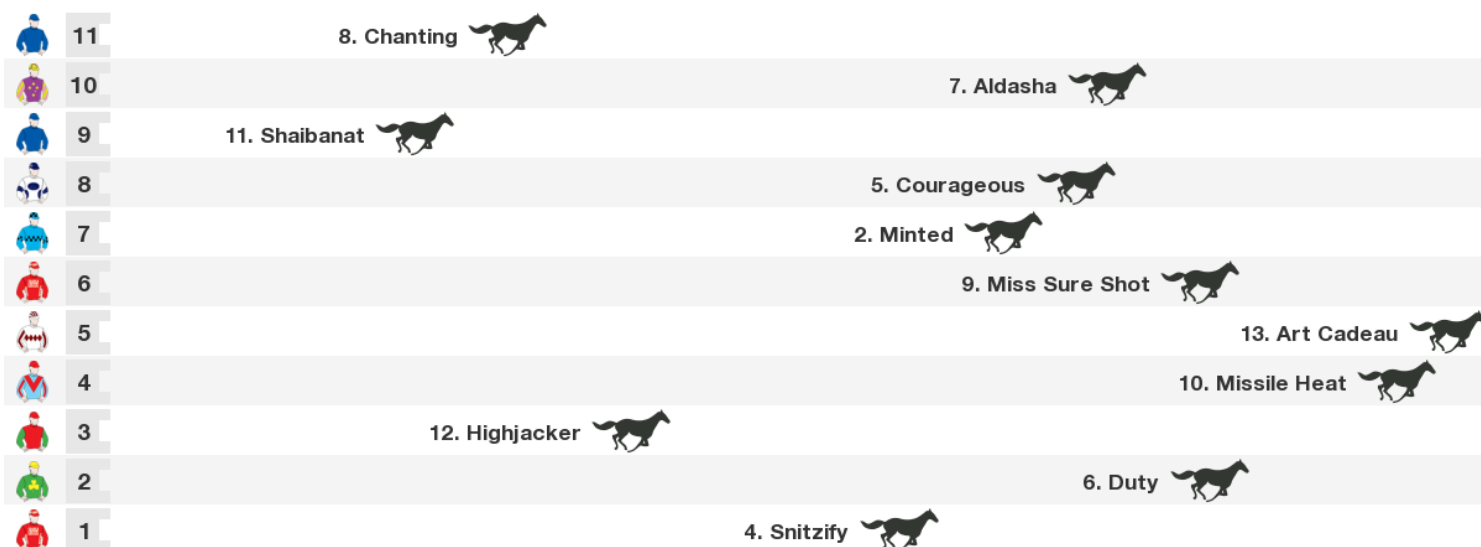 11 8. Chanting
10 7. Aldasha
9 11. Shaibanat
8 5. Courageous
7 2. Minted
6 9. Miss Sure Shot
5 13. Art Cadeau
4 10. Missile Heat
3 12. Highjacker
2 6. Duty
1 4. Snitzify